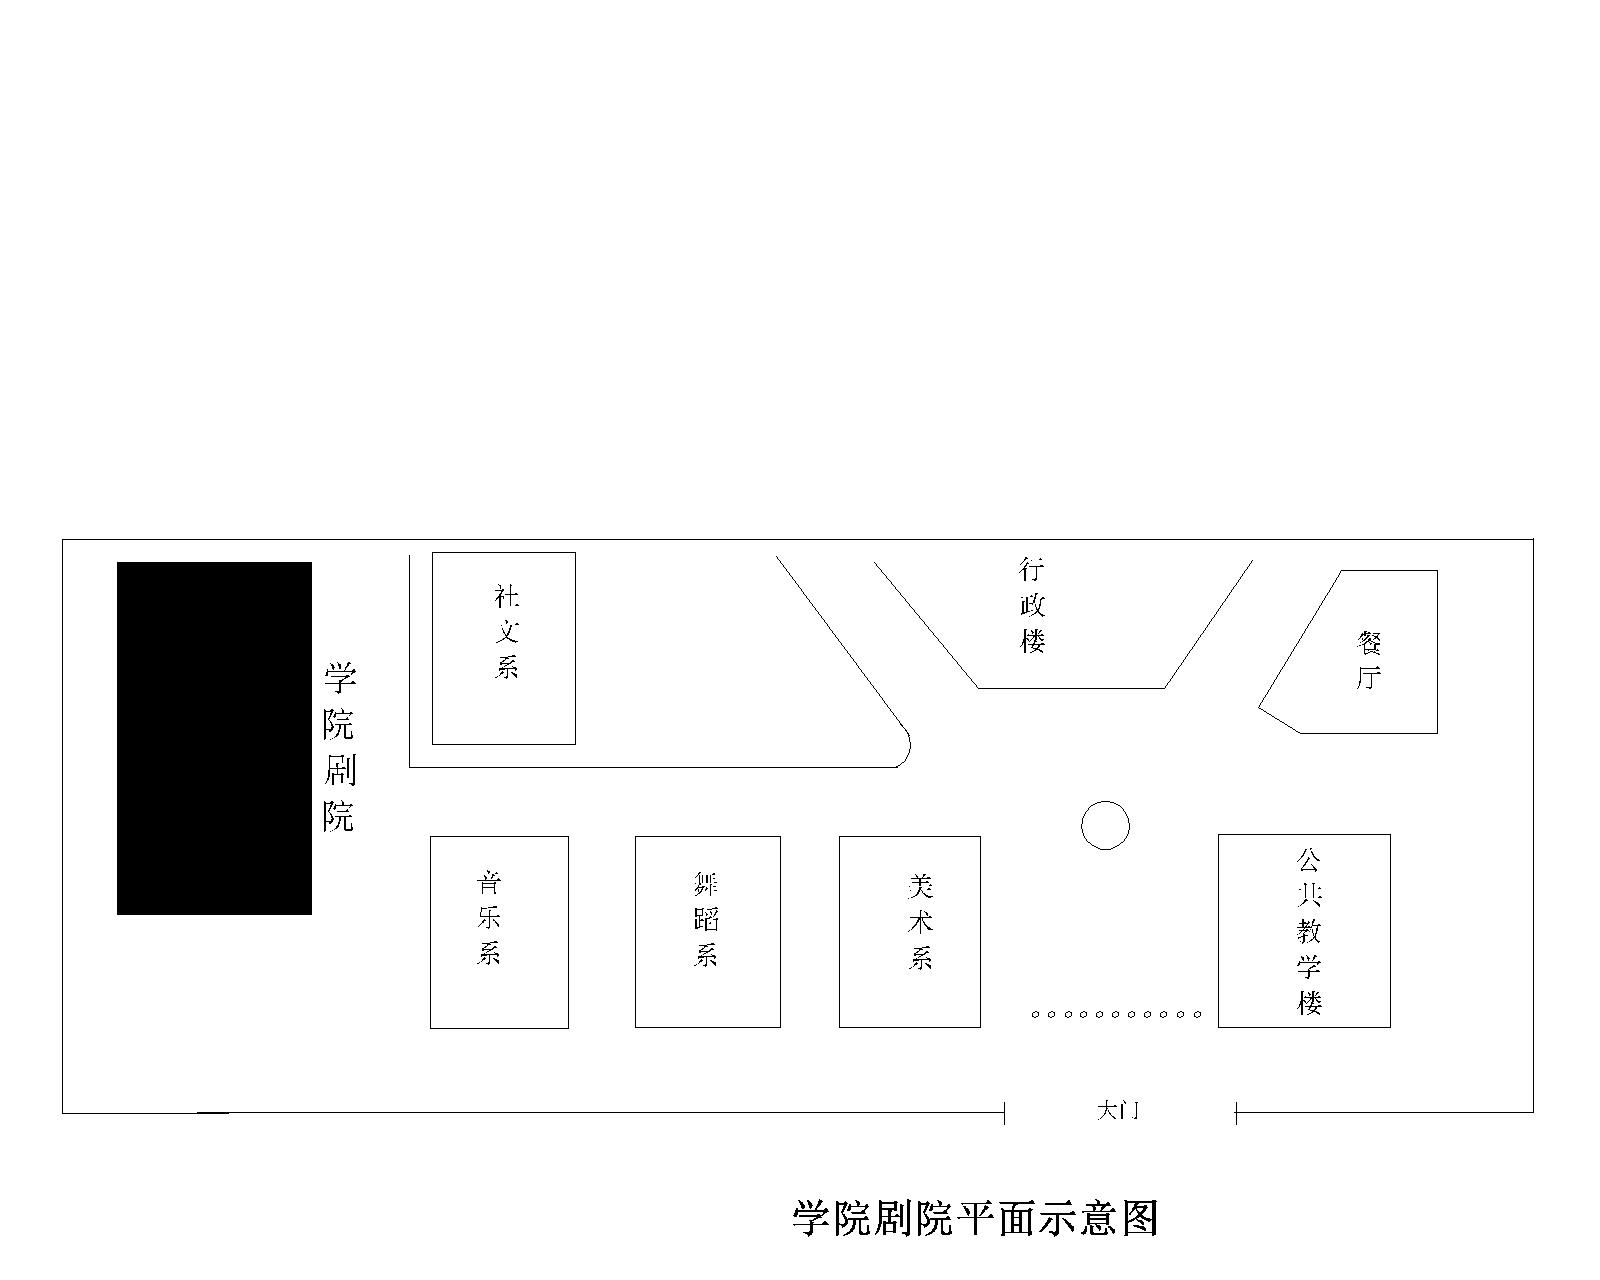 行政楼
社文系
餐厅
学院剧院
公共教学楼
音乐系
舞蹈系
美术系
大门
学院剧院平面示意图